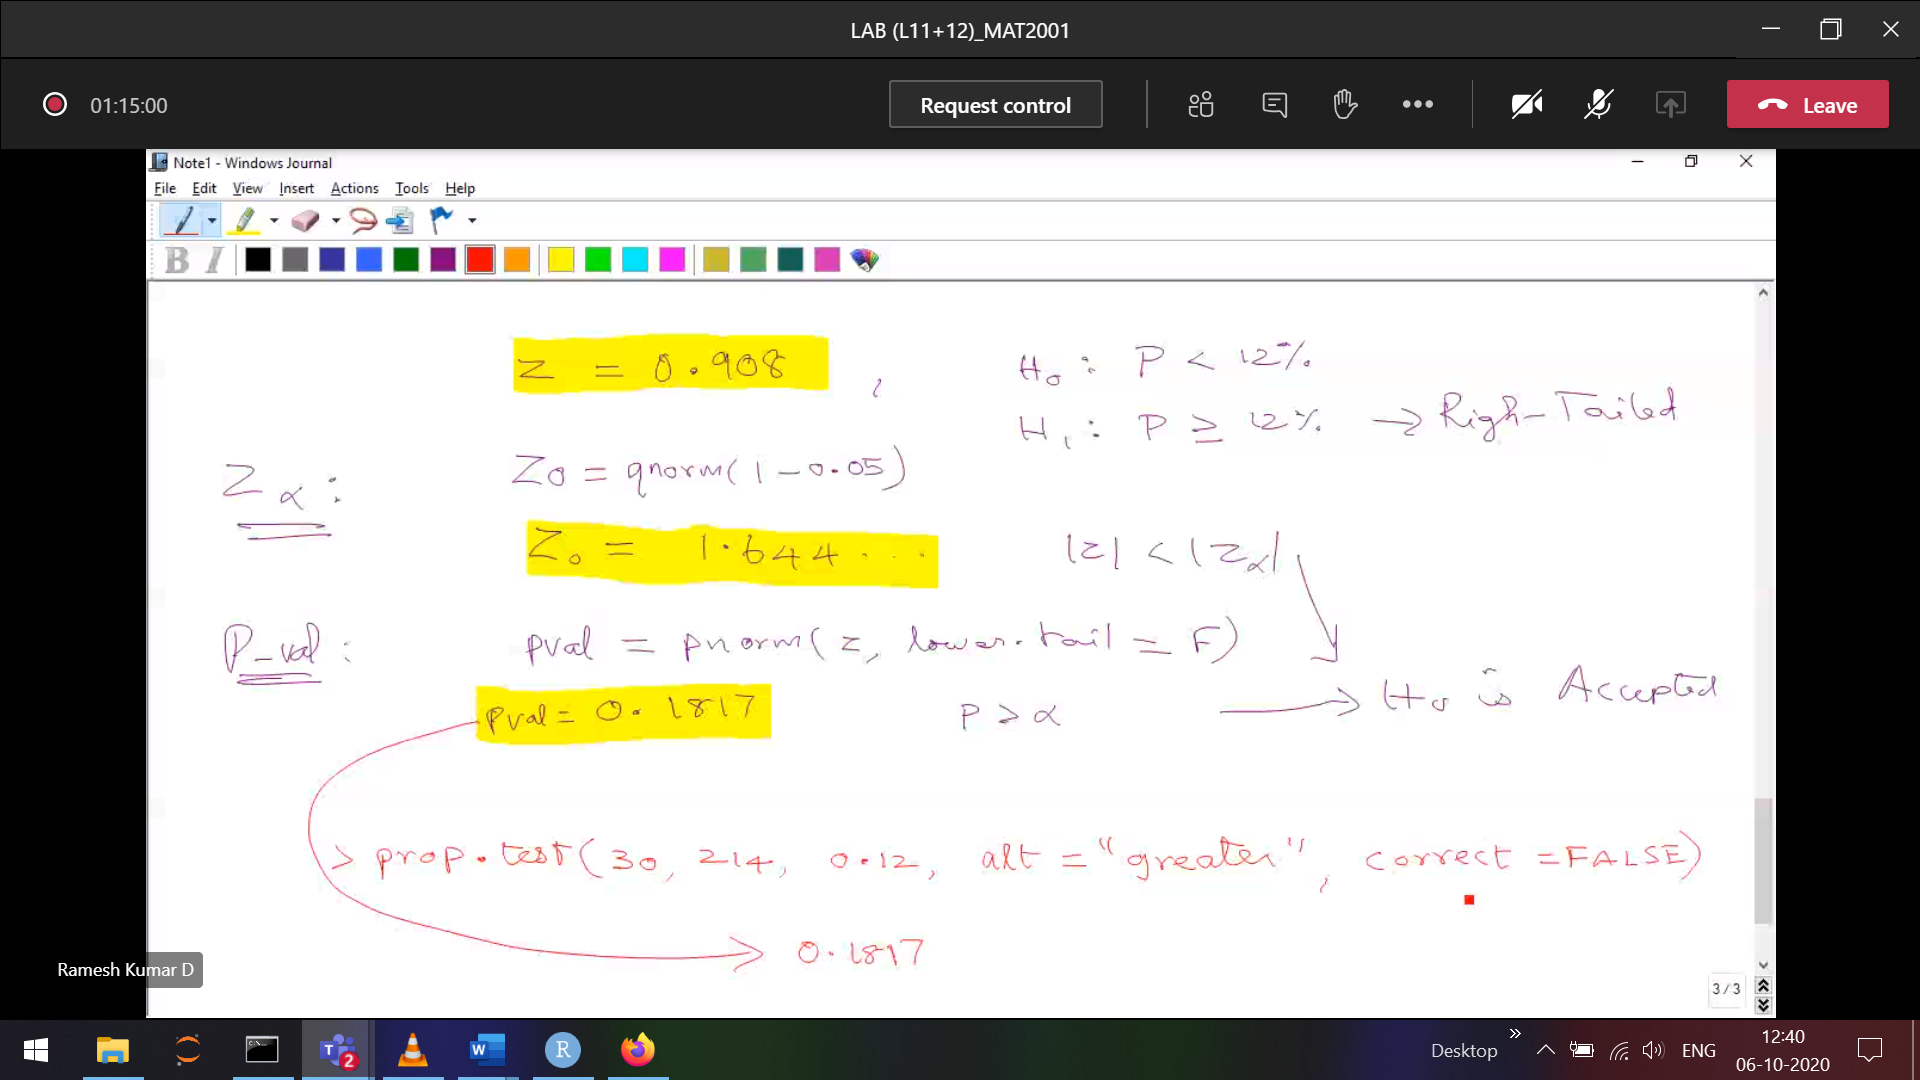 LAB (L11+12)_MAT2001
01:15:00
Request control
Leave
Note1 - Windows Journal
File Edit View Insert Actions Tools Help
B I
Z = 0.908
H₀ : P < 12%
H₁ : P ≥ 12% → Righ-Tailed
Zα :
Z0 = qnorm(1-0.05)
Z₀ = 1.644...
|z| < |Zα|
P_val :
pval = pnorm(z, lower.tail = F)
pval = 0.1817
P > α → H₀ is Accepted
> prop.test(30, 214, 0.12, alt = "greater", correct =FALSE)
→ 0.1817
Ramesh Kumar D
3 / 3
T 2
W
R
Desktop
»
ENG
12:40
06-10-2020